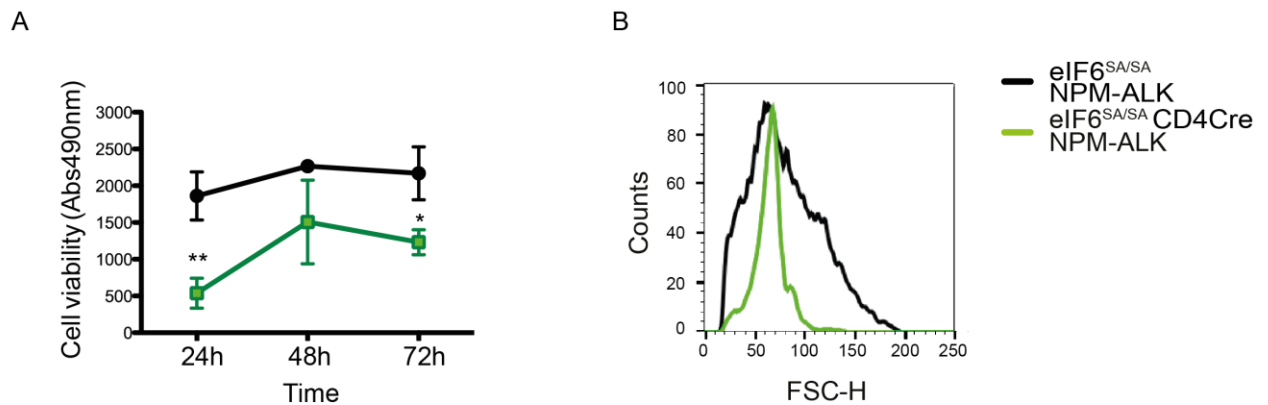 A
Cell viability (Abs490nm)
3000
2500
2000
1500
1000
500
0
**
*
24h 48h 72h
Time
B
Counts
100
80
60
40
20
0
0 50 100 150 200 250
FSC-H
eIF6SA/SA
NPM-ALK
eIF6SA/SA CD4Cre
NPM-ALK